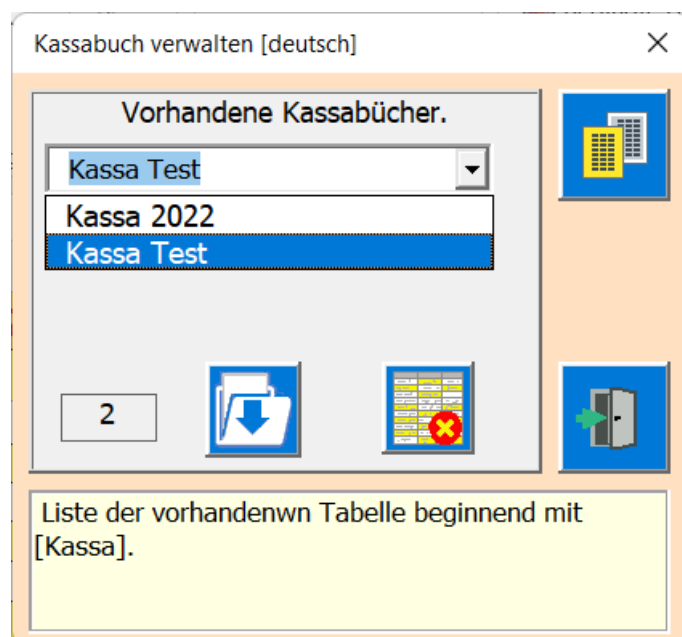 Kassabuch verwalten [deutsch]
Vorhandene Kassabücher.
Kassa Test
Kassa 2022
Kassa Test
2
Liste der vorhandenwn Tabelle beginnend mit
[Kassa].